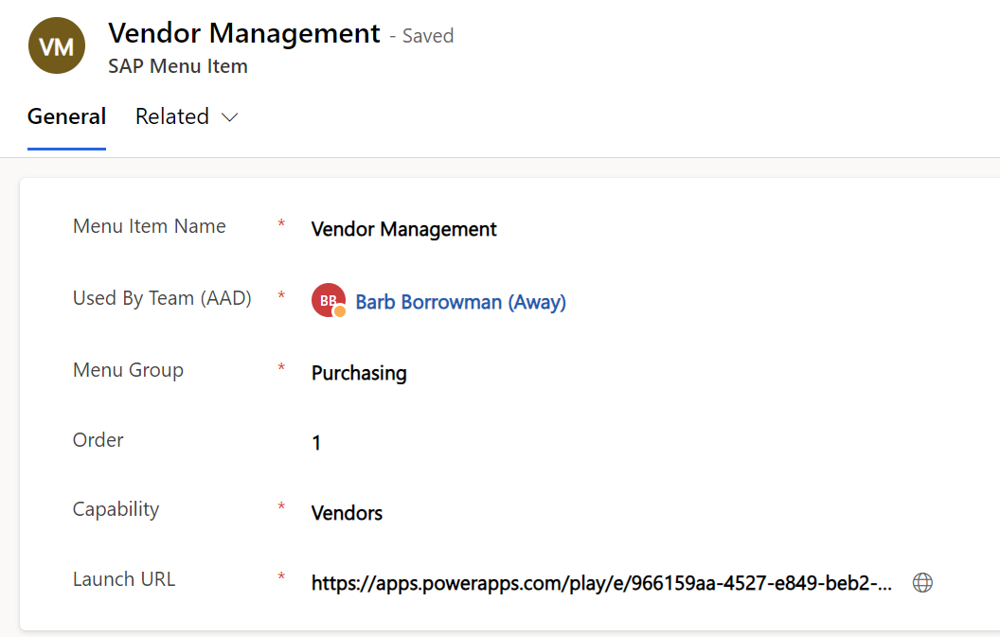 VM
Vendor Management - Saved
SAP Menu Item
General Related
Menu Item Name * Vendor Management
Used By Team (AAD) * BB Barb Borrowman (Away)
Menu Group * Purchasing
Order 1
Capability * Vendors
Launch URL * https://apps.powerapps.com/play/e/966159aa-4527-e849-beb2-...